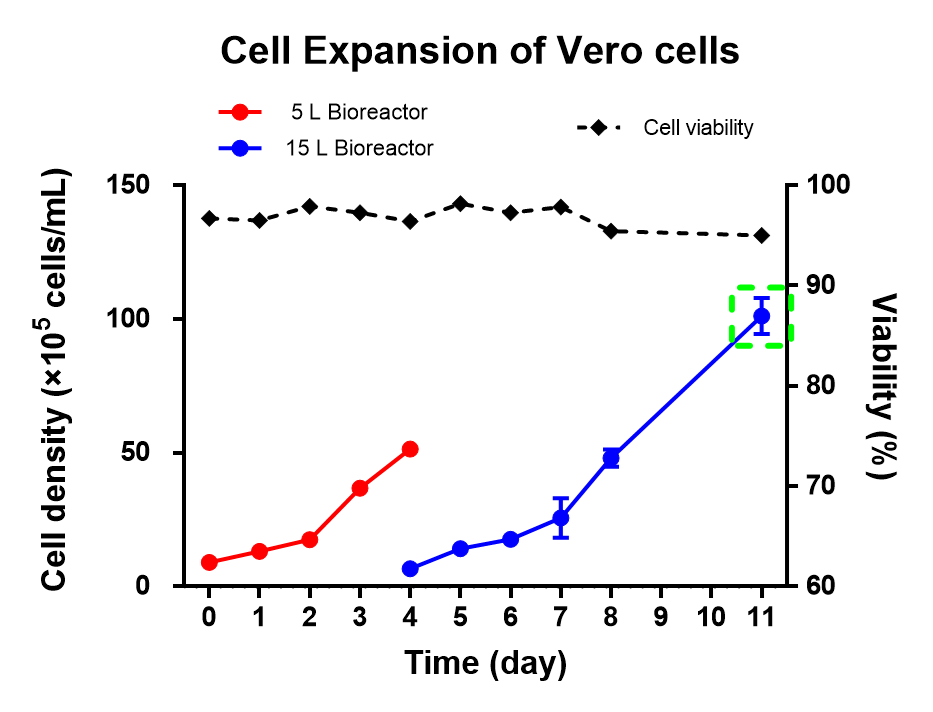 Cell Expansion of Vero cells
5 L Bioreactor
15 L Bioreactor
Cell viability
Cell density (×10⁵ cells/mL)
150
100
50
0
100
90
80
70
60
Viability (%)
0 1 2 3 4 5 6 7 8 9 10 11
Time (day)